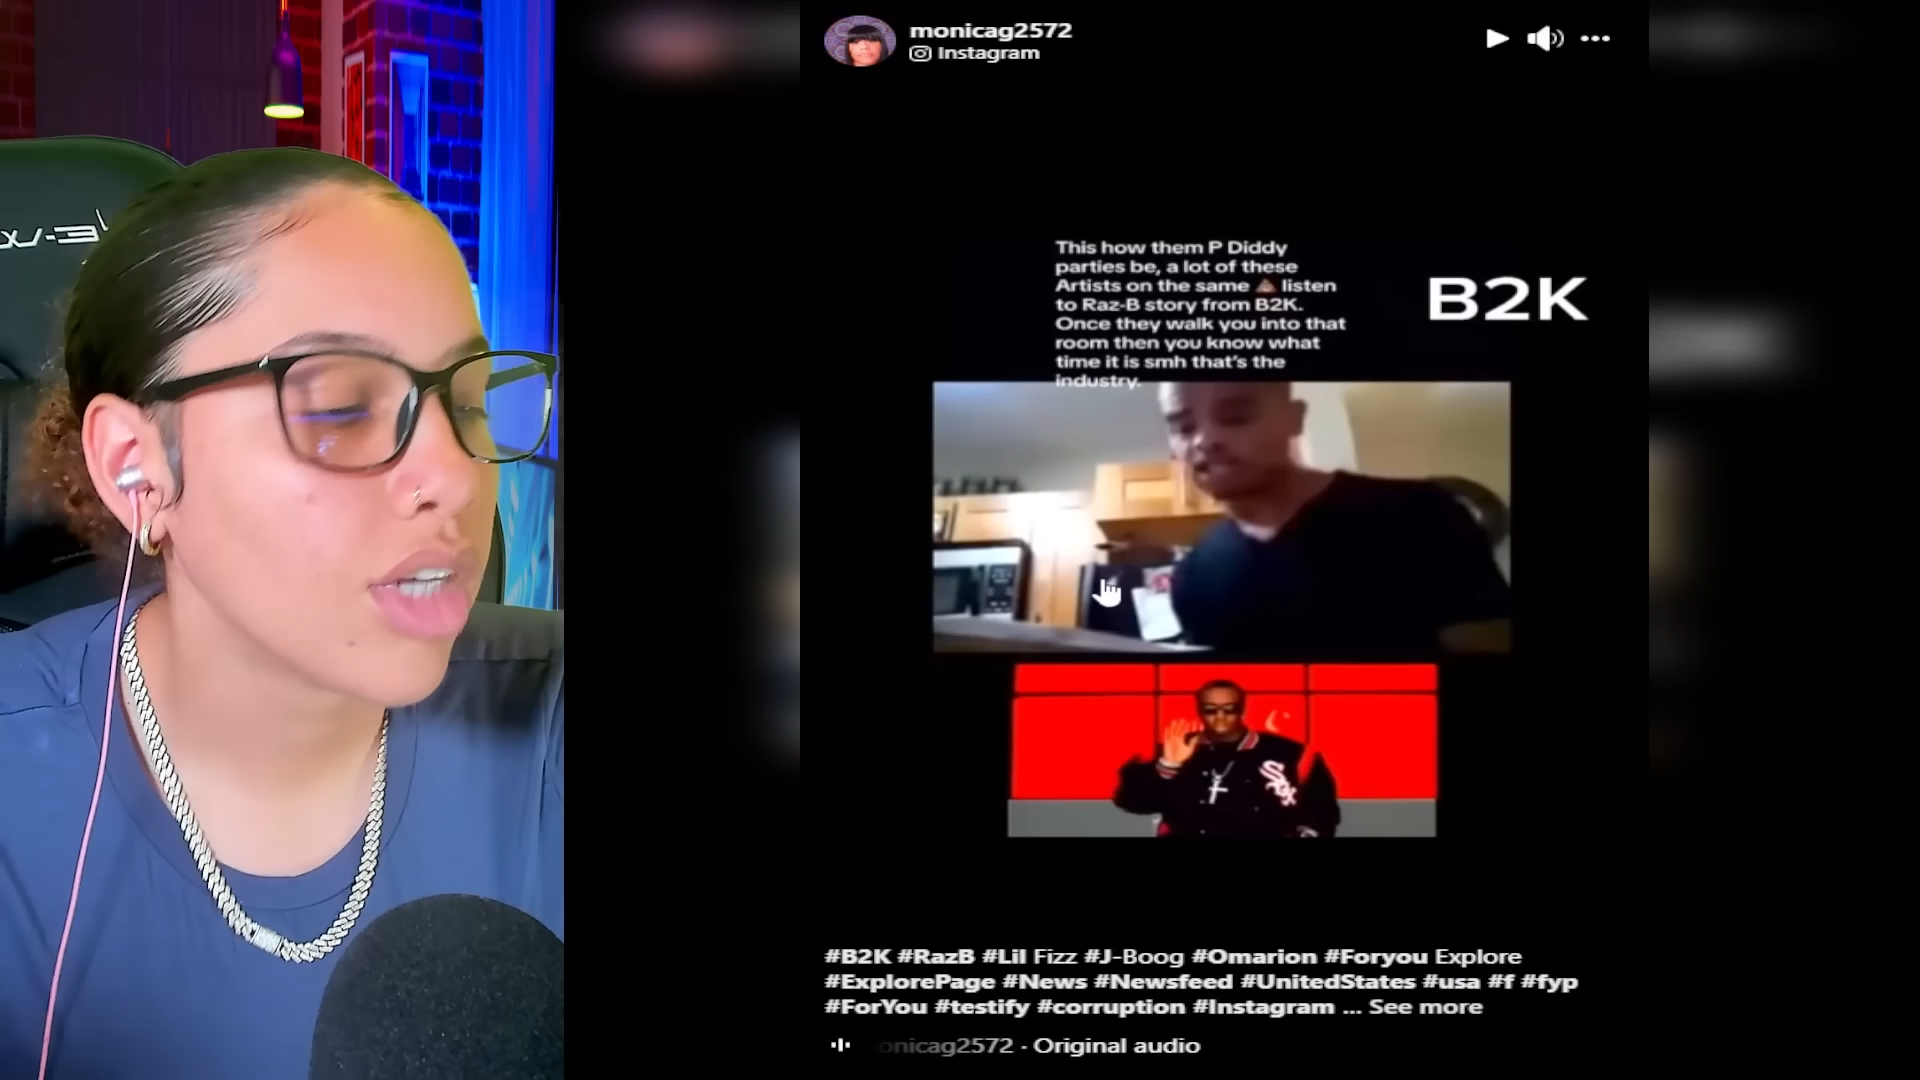 monicag2572
Instagram
This how them P Diddy
parties be, a lot of these
Artists on the same 💩 listen
to Raz-B story from B2K.
Once they walk you into that
room then you know what
time it is smh that's the
industry.
B2K
Sox
#B2K #RazB #Lil Fizz #J-Boog #Omarion #Foryou Explore
#ExplorePage #News #Newsfeed #UnitedStates #usa #f #fyp
#ForYou #testify #corruption #Instagram ... See more
onicag2572 · Original audio